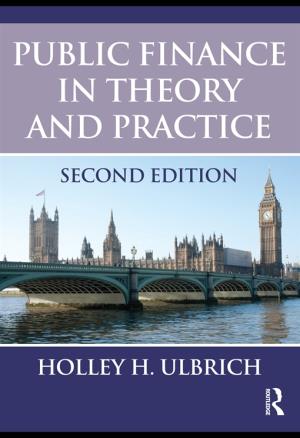 PUBLIC FINANCE
IN THEORY
AND PRACTICE
SECOND EDITION
HOLLEY H. ULBRICH
ROUTLEDGE